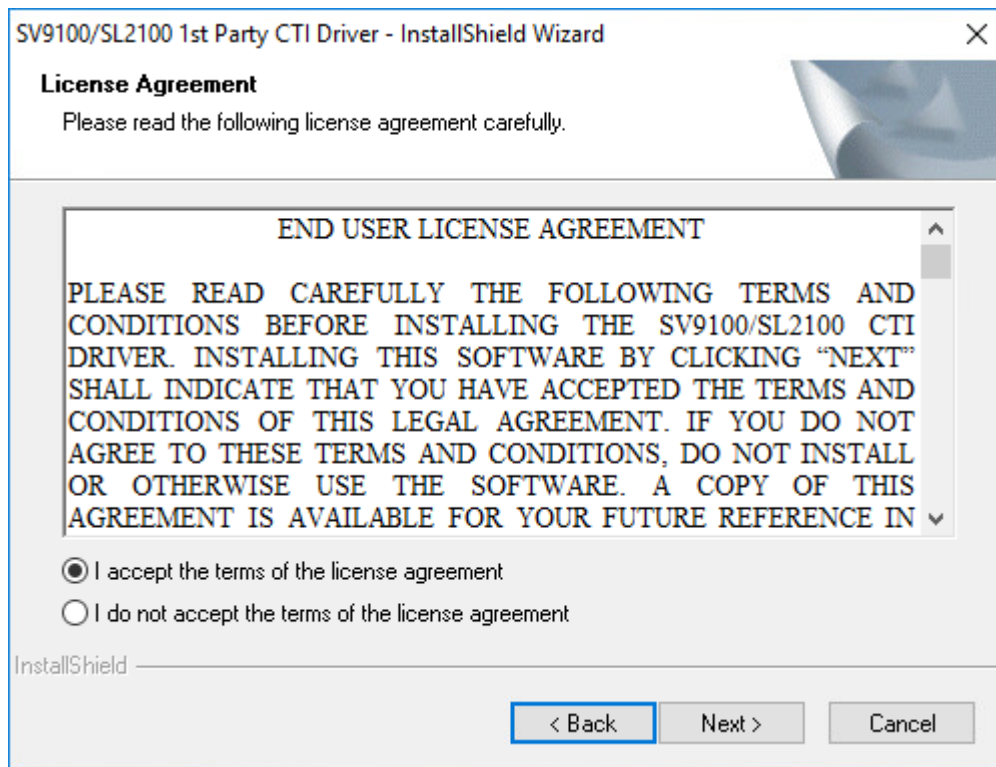 SV9100/SL2100 1st Party CTI Driver - InstallShield Wizard
License Agreement
Please read the following license agreement carefully.
END USER LICENSE AGREEMENT
PLEASE READ CAREFULLY THE FOLLOWING TERMS AND
CONDITIONS BEFORE INSTALLING THE SV9100/SL2100 CTI
DRIVER. INSTALLING THIS SOFTWARE BY CLICKING “NEXT”
SHALL INDICATE THAT YOU HAVE ACCEPTED THE TERMS AND
CONDITIONS OF THIS LEGAL AGREEMENT. IF YOU DO NOT
AGREE TO THESE TERMS AND CONDITIONS, DO NOT INSTALL
OR OTHERWISE USE THE SOFTWARE. A COPY OF THIS
AGREEMENT IS AVAILABLE FOR YOUR FUTURE REFERENCE IN
I accept the terms of the license agreement
I do not accept the terms of the license agreement
InstallShield
< Back Next > Cancel